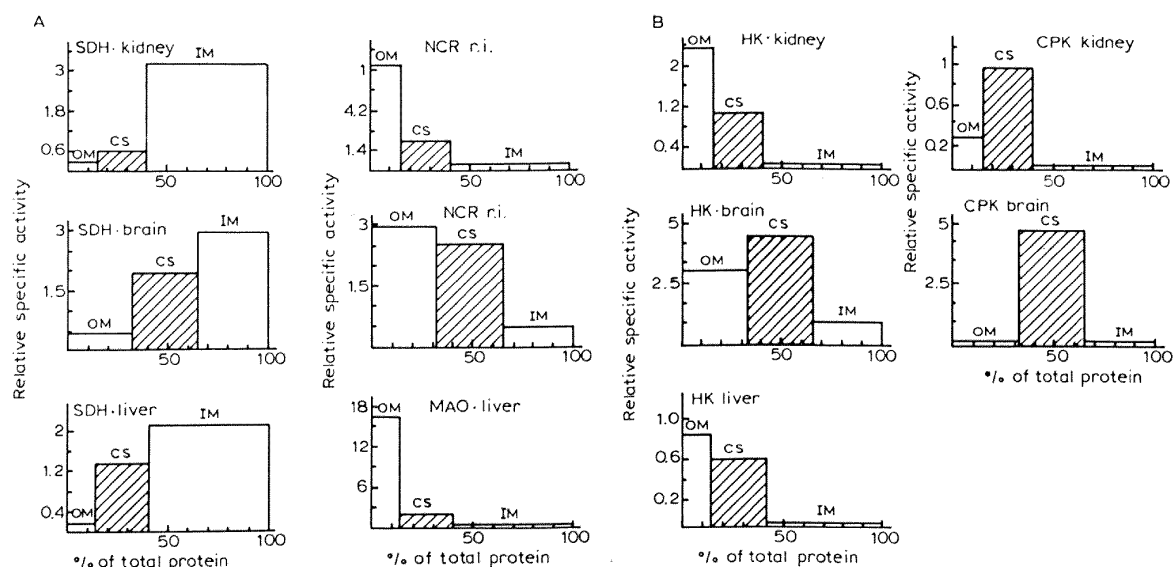 A
SDH·kidney
IM
3
1.8
0.6
OM
CS
50
100
NCR r.i.
OM
1
4.2
1.4
CS
IM
50
100
SDH·brain
IM
3
1.5
CS
OM
50
100
NCR r.i.
3
OM
CS
1.5
IM
50
100
SDH·liver
IM
2
1.2
0.4
CS
OM
50
100
MAO·liver
18
OM
12
6
CS
IM
50
100
Relative specific activity
Relative specific activity
% of total protein
% of total protein
B
HK·kidney
OM
2
1.2
0.4
CS
IM
50
100
CPK kidney
1
0.6
0.2
OM
CS
IM
50
100
HK·brain
5
CS
OM
2.5
IM
50
100
CPK brain
5
CS
2.5
OM
IM
50
100
% of total protein
HK liver
1.0
OM
0.6
0.2
CS
IM
50
100
Relative specific activity
Relative specific activity
% of total protein